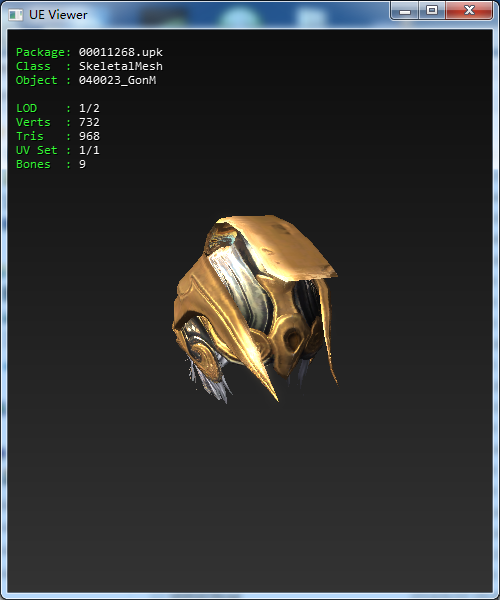 UE Viewer
Package: 00011268.upk
Class : SkeletalMesh
Object : 040023_GonM
LOD : 1/2
Verts : 732
Tris : 968
UV Set : 1/1
Bones : 9